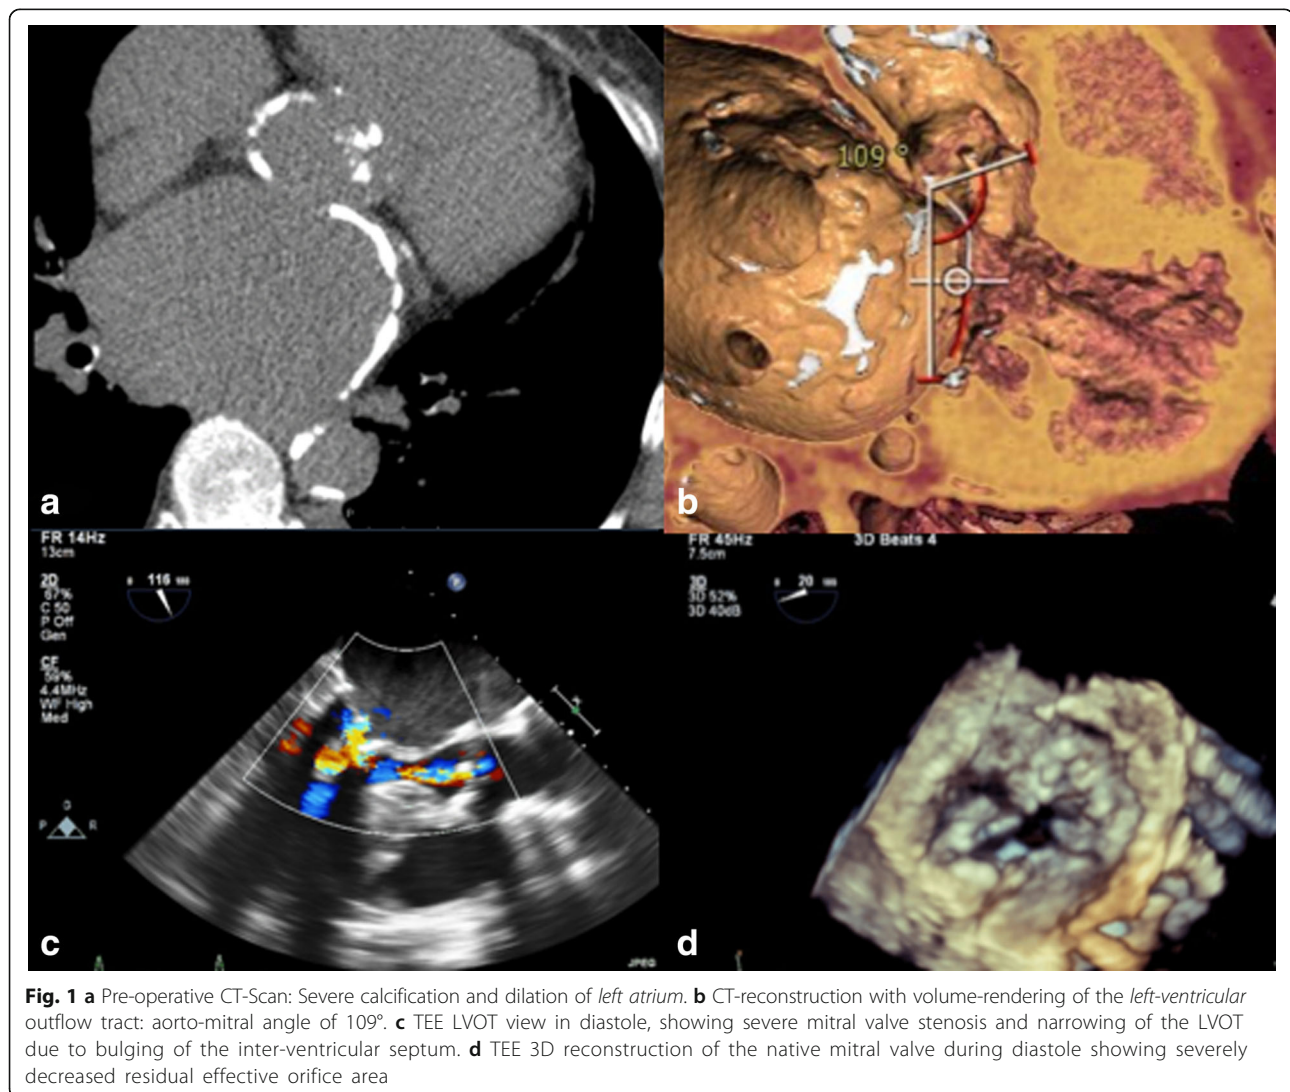 109 °
a
b
FR 14Hz
13cm
2D
67%
C 50
P Off
Gen
CF
59%
4.4MHz
WF High
Med
0 116 180
P R
c
JPEG
FR 45Hz
7.5cm
3D Beats 4
3D
3D 52%
3D 40dB
0 20 180
d
Fig. 1 a Pre-operative CT-Scan: Severe calcification and dilation of left atrium. b CT-reconstruction with volume-rendering of the left-ventricular
outflow tract: aorto-mitral angle of 109°. c TEE LVOT view in diastole, showing severe mitral valve stenosis and narrowing of the LVOT
due to bulging of the inter-ventricular septum. d TEE 3D reconstruction of the native mitral valve during diastole showing severely
decreased residual effective orifice area